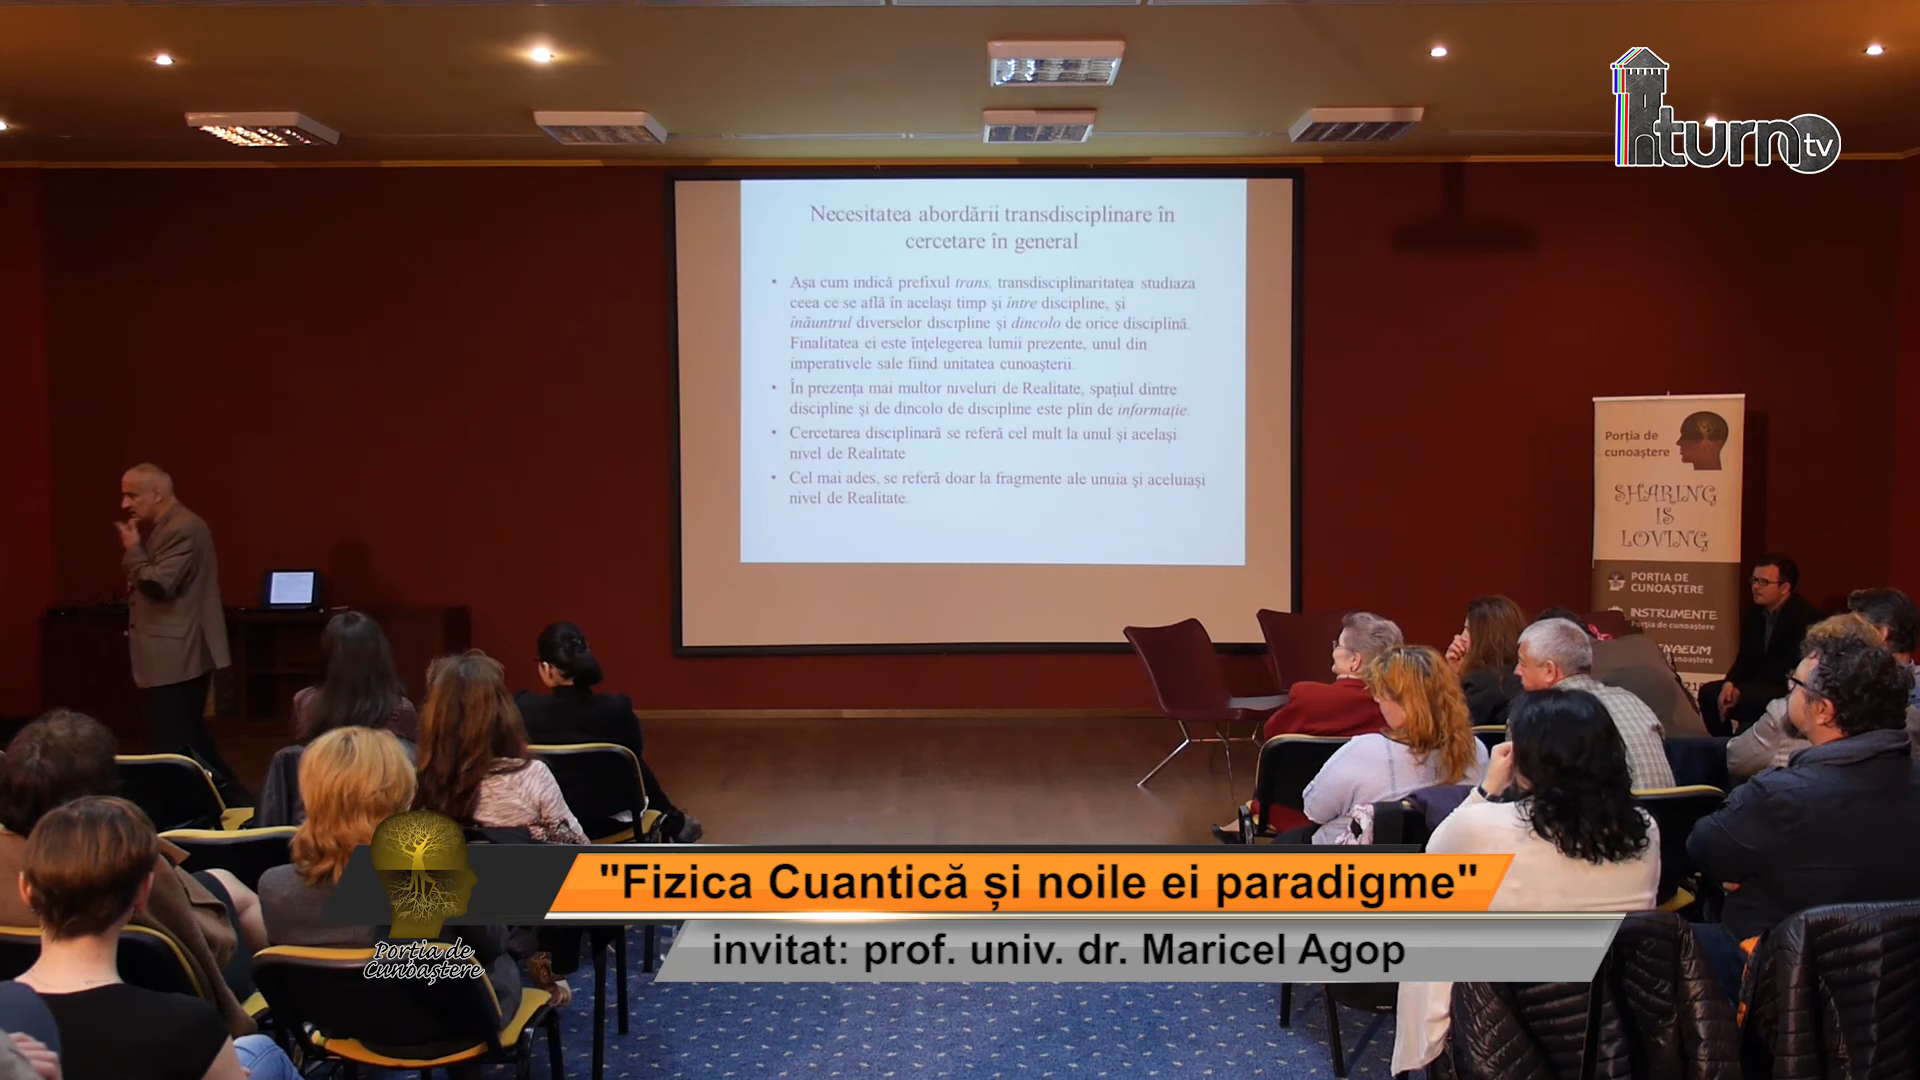 turn tv
Necesitatea abordării transdisciplinare în
cercetare în general
• Așa cum indică prefixul trans, transdisciplinaritatea studiaza
ceea ce se află în același timp și între discipline, și
înăuntrul diverselor discipline și dincolo de orice disciplină.
Finalitatea ei este înțelegerea lumii prezente, unul din
imperativele sale fiind unitatea cunoașterii.
• În prezența mai multor niveluri de Realitate, spațiul dintre
discipline și de dincolo de discipline este plin de informație.
• Cercetarea disciplinară se referă cel mult la unul și același
nivel de Realitate
• Cel mai ades, se referă doar la fragmente ale unuia și aceluiași
nivel de Realitate.
Porția de
cunoaștere
SHARING
IS
LOVING
PORȚIA DE
CUNOAȘTERE
INSTRUMENTE
Porția de cunoaștere
"Fizica Cuantică și noile ei paradigme"
invitat: prof. univ. dr. Maricel Agop
Porția de
Cunoaștere